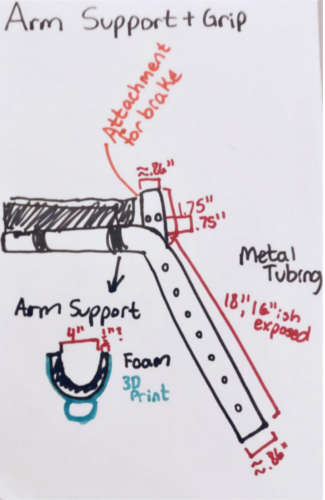 Arm Support + Grip
Attachment
for brake
≈.86"
1.75"
.75"
Metal
Tubing
18", 16"ish
exposed
Arm Support
4"
½"?
Foam
3D
Print
≈.86"